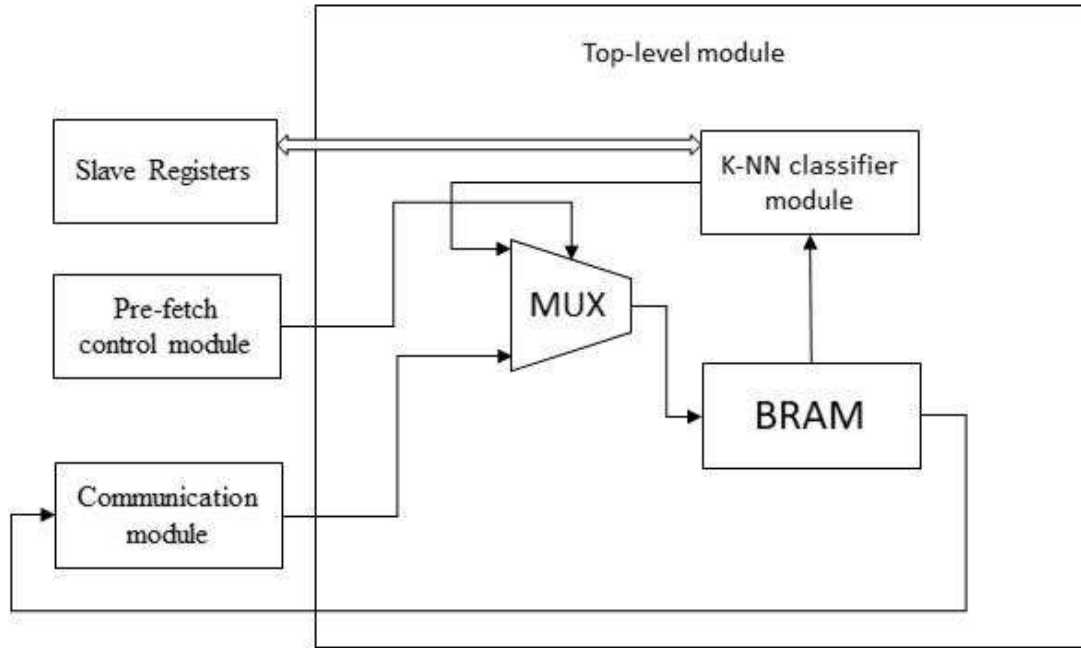 Top-level module
Slave Registers
K-NN classifier
module
Pre-fetch
control module
MUX
BRAM
Communication
module